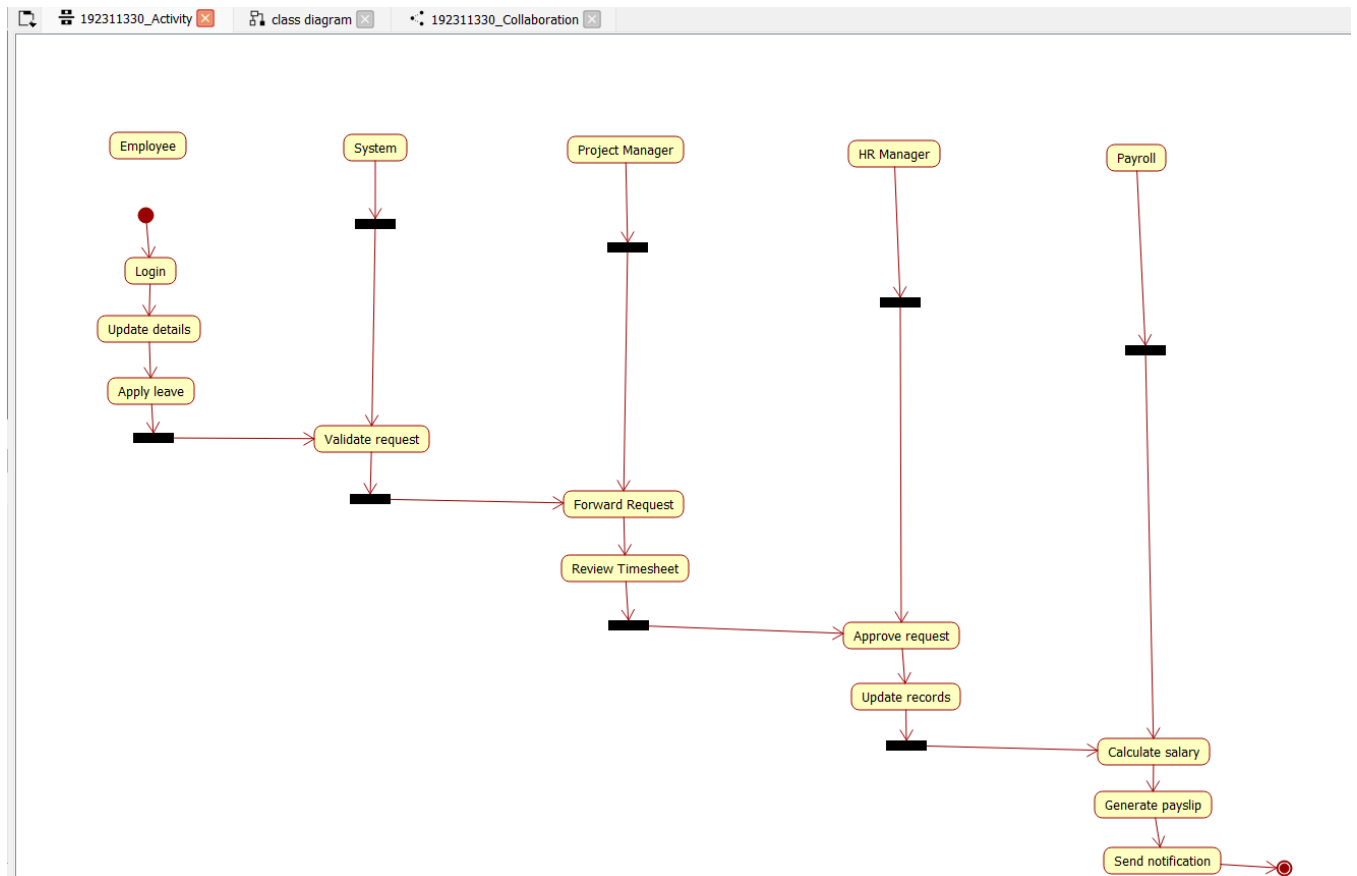 192311330_Activity
class diagram
192311330_Collaboration
Employee
System
Project Manager
HR Manager
Payroll
Login
Update details
Apply leave
Validate request
Forward Request
Review Timesheet
Approve request
Update records
Calculate salary
Generate payslip
Send notification